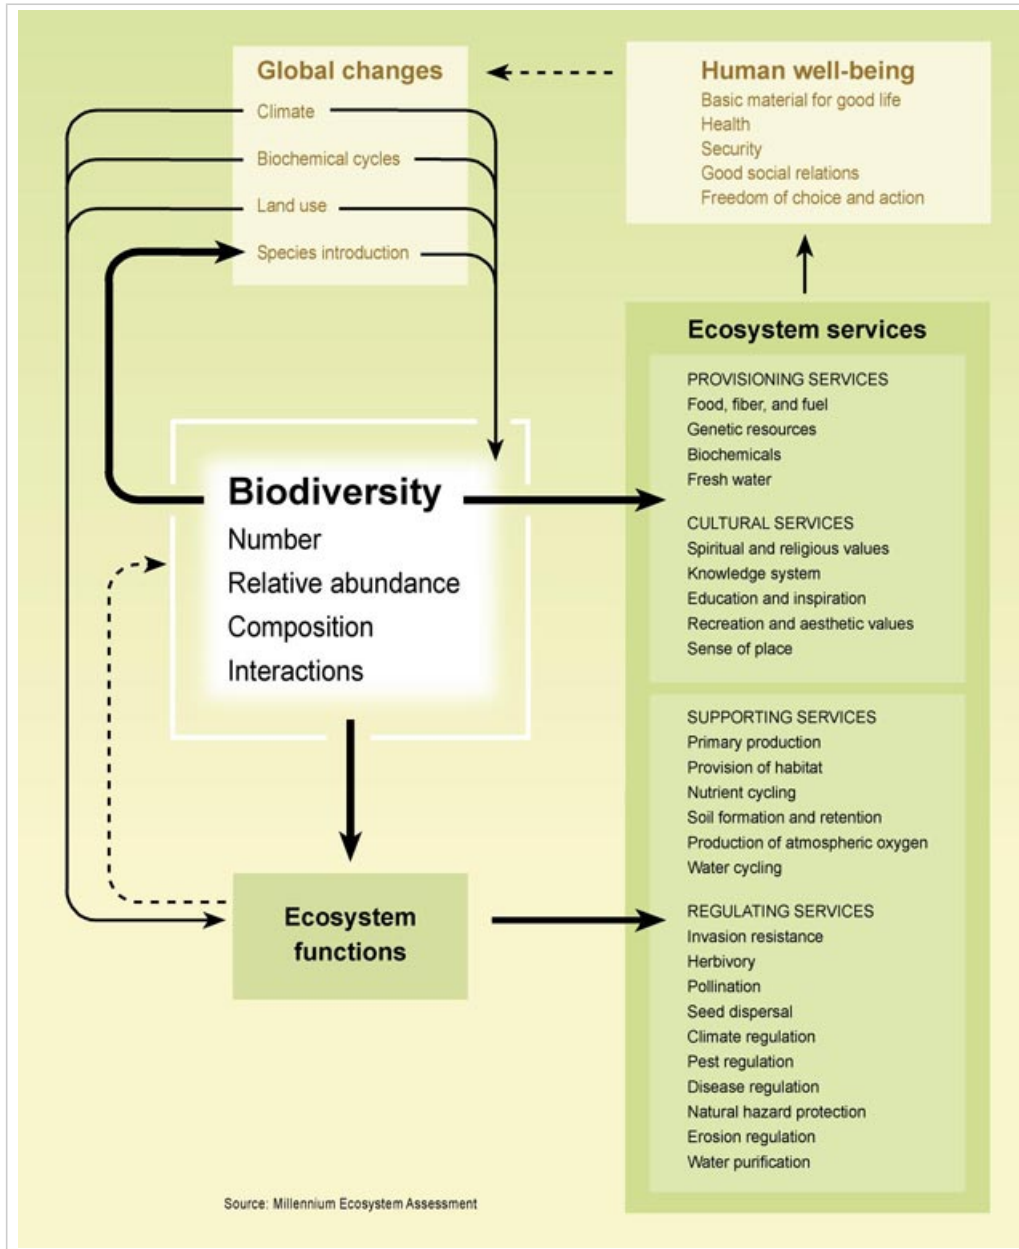 Global changes
Climate
Biochemical cycles
Land use
Species introduction
Human well-being
Basic material for good life
Health
Security
Good social relations
Freedom of choice and action
Biodiversity
Number
Relative abundance
Composition
Interactions
Ecosystem
functions
Ecosystem services
PROVISIONING SERVICES
Food, fiber, and fuel
Genetic resources
Biochemicals
Fresh water
CULTURAL SERVICES
Spiritual and religious values
Knowledge system
Education and inspiration
Recreation and aesthetic values
Sense of place
SUPPORTING SERVICES
Primary production
Provision of habitat
Nutrient cycling
Soil formation and retention
Production of atmospheric oxygen
Water cycling
REGULATING SERVICES
Invasion resistance
Herbivory
Pollination
Seed dispersal
Climate regulation
Pest regulation
Disease regulation
Natural hazard protection
Erosion regulation
Water purification
Source: Millennium Ecosystem Assessment